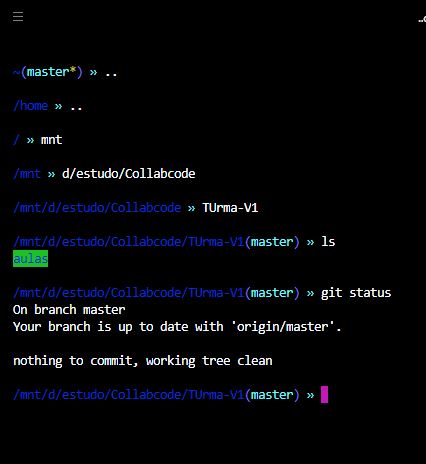 ~(master*) » ..
/home » ..
/ » mnt
/mnt » d/estudo/Collabcode
/mnt/d/estudo/Collabcode » TUrma-V1
/mnt/d/estudo/Collabcode/TUrma-V1(master) » ls
aulas
/mnt/d/estudo/Collabcode/TUrma-V1(master) » git status
On branch master
Your branch is up to date with 'origin/master'.
nothing to commit, working tree clean
/mnt/d/estudo/Collabcode/TUrma-V1(master) »